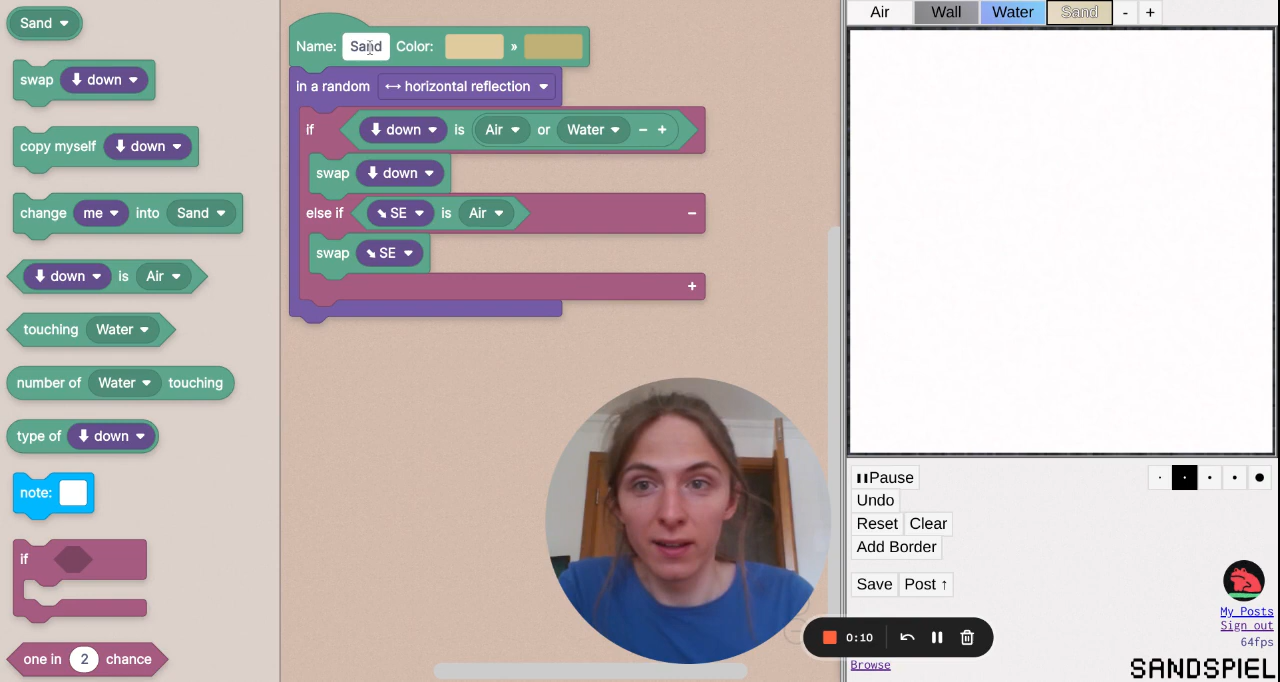 Sand
swap down
copy myself down
change me into Sand
down is Air
touching Water
number of Water touching
type of down
note:
if
one in 2 chance
Name: Sand Color: »
in a random horizontal reflection
if down is Air or Water - +
swap down
else if SE is Air -
swap SE
+
Air Wall Water Sand - +
Pause
Undo
Reset Clear
Add Border
Save Post ↑
My Posts
Sign out
64fps
0:10
Browse
SANDSPIEL